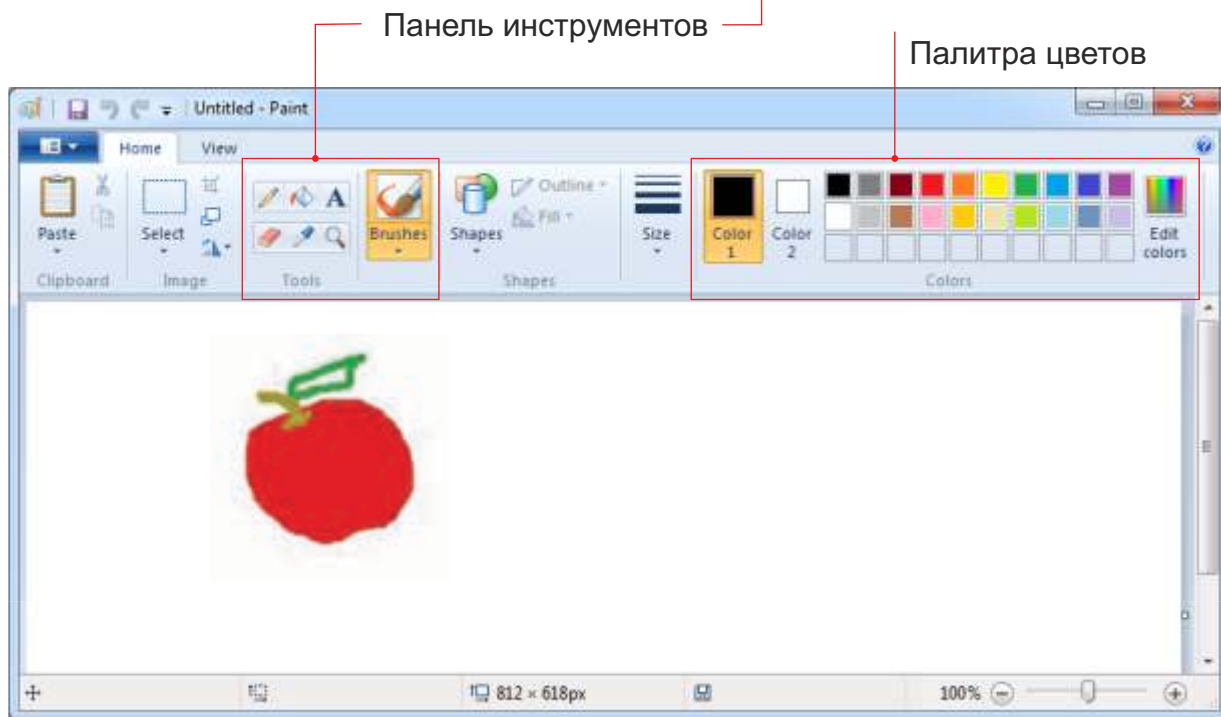 Панель инструментов
Палитра цветов
Untitled - Paint
Home View
Paste
Select
A
Brushes
Shapes
Outline
Fill
Size
Color 1
Color 2
Edit colors
Clipboard Image Tools Shapes Colors
812 × 618px 100%